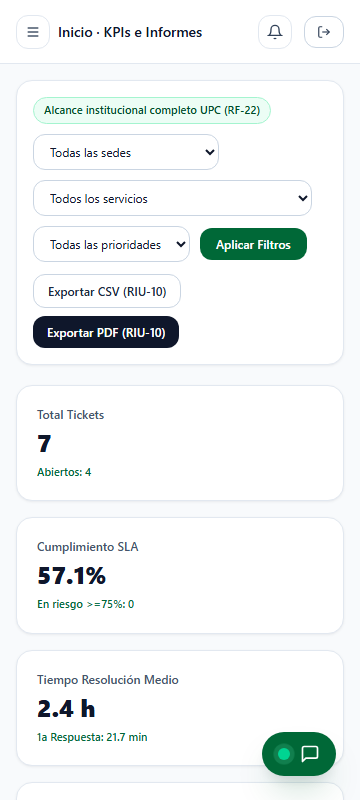 Inicio · KPIs e Informes
Alcance institucional completo UPC (RF-22)
Todas las sedes
Todos los servicios
Todas las prioridades
Aplicar Filtros
Exportar CSV (RIU-10)
Exportar PDF (RIU-10)
Total Tickets
7
Abiertos: 4
Cumplimiento SLA
57.1%
En riesgo >=75%: 0
Tiempo Resolución Medio
2.4 h
1a Respuesta: 21.7 min